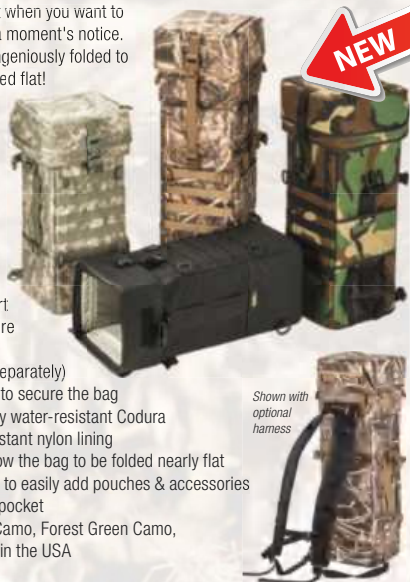 when you want to
moment's notice.
geniously folded to
ed flat!
NEW
rt
re
eparately)
to secure the bag
y water-resistant Codura
stant nylon lining
ow the bag to be folded nearly flat
to easily add pouches & accessories
pocket
Camo, Forest Green Camo,
in the USA
Shown with
optional
harness